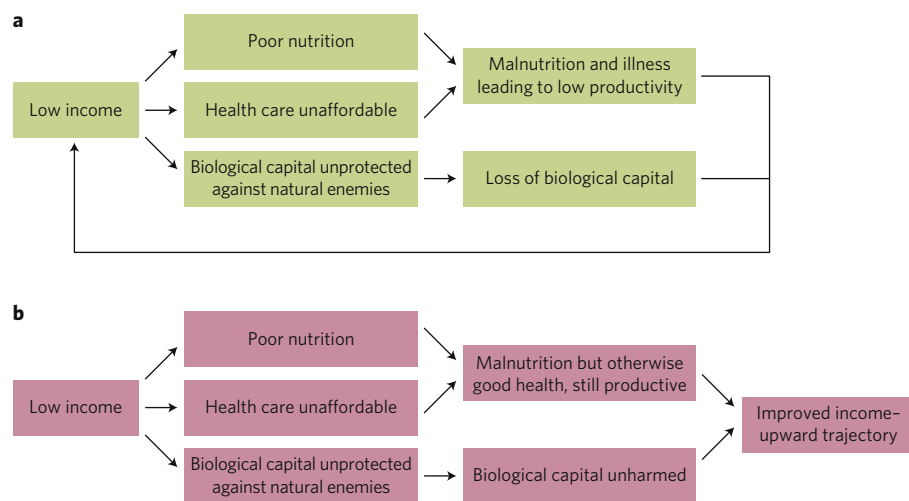 a
Poor nutrition
Malnutrition and illness
leading to low productivity
Low income
Health care unaffordable
Biological capital unprotected
against natural enemies
Loss of biological capital
b
Poor nutrition
Malnutrition but otherwise
good health, still productive
Low income
Health care unaffordable
Improved income–
upward trajectory
Biological capital unprotected
against natural enemies
Biological capital unharmed